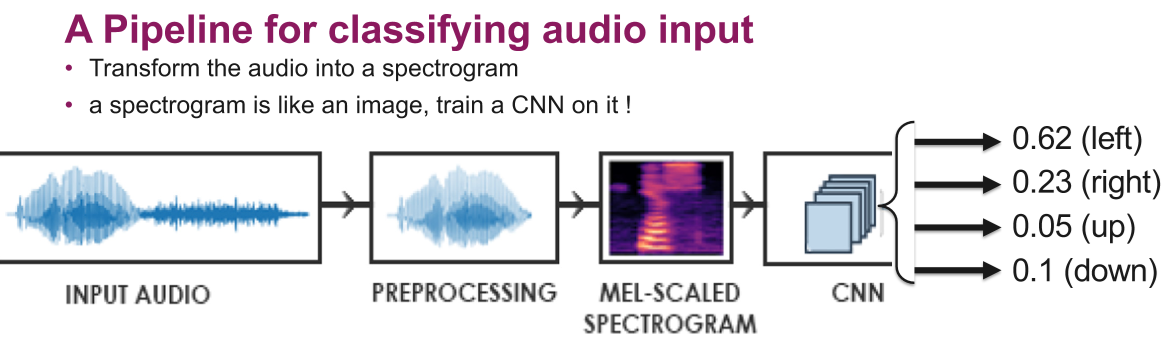 A Pipeline for classifying audio input
• Transform the audio into a spectrogram
• a spectrogram is like an image, train a CNN on it !
0.62 (left)
0.23 (right)
0.05 (up)
0.1 (down)
INPUT AUDIO
PREPROCESSING
MEL-SCALED
SPECTROGRAM
CNN